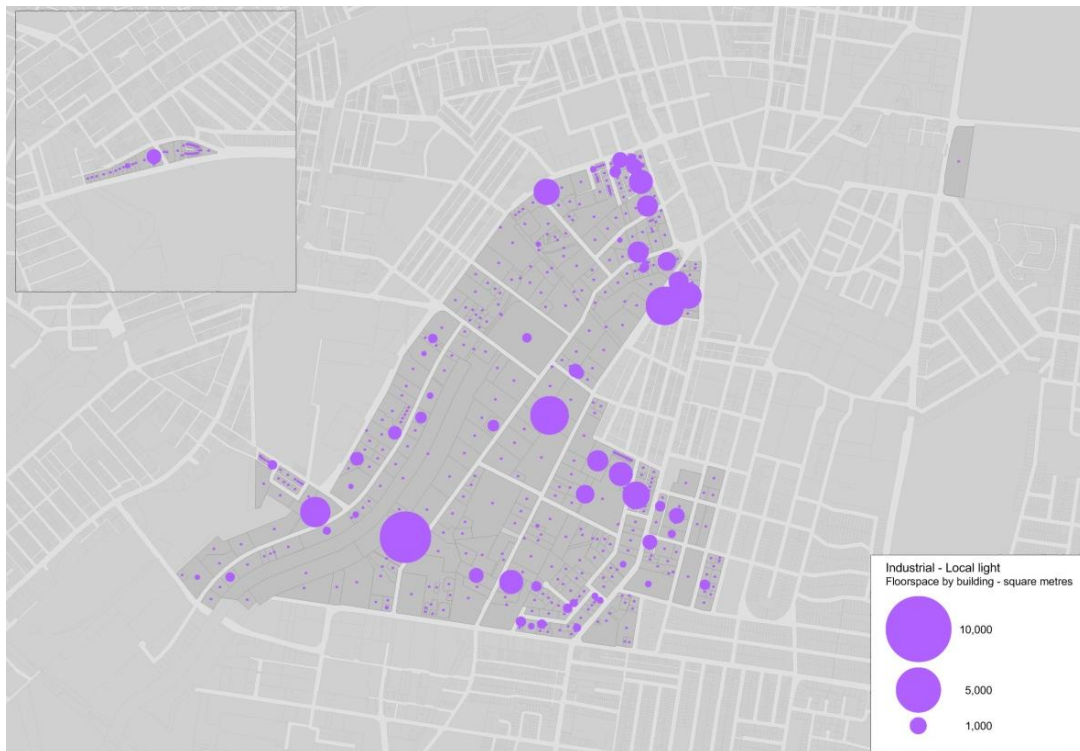 Industrial - Local light
Floorspace by building - square metres
10,000
5,000
1,000